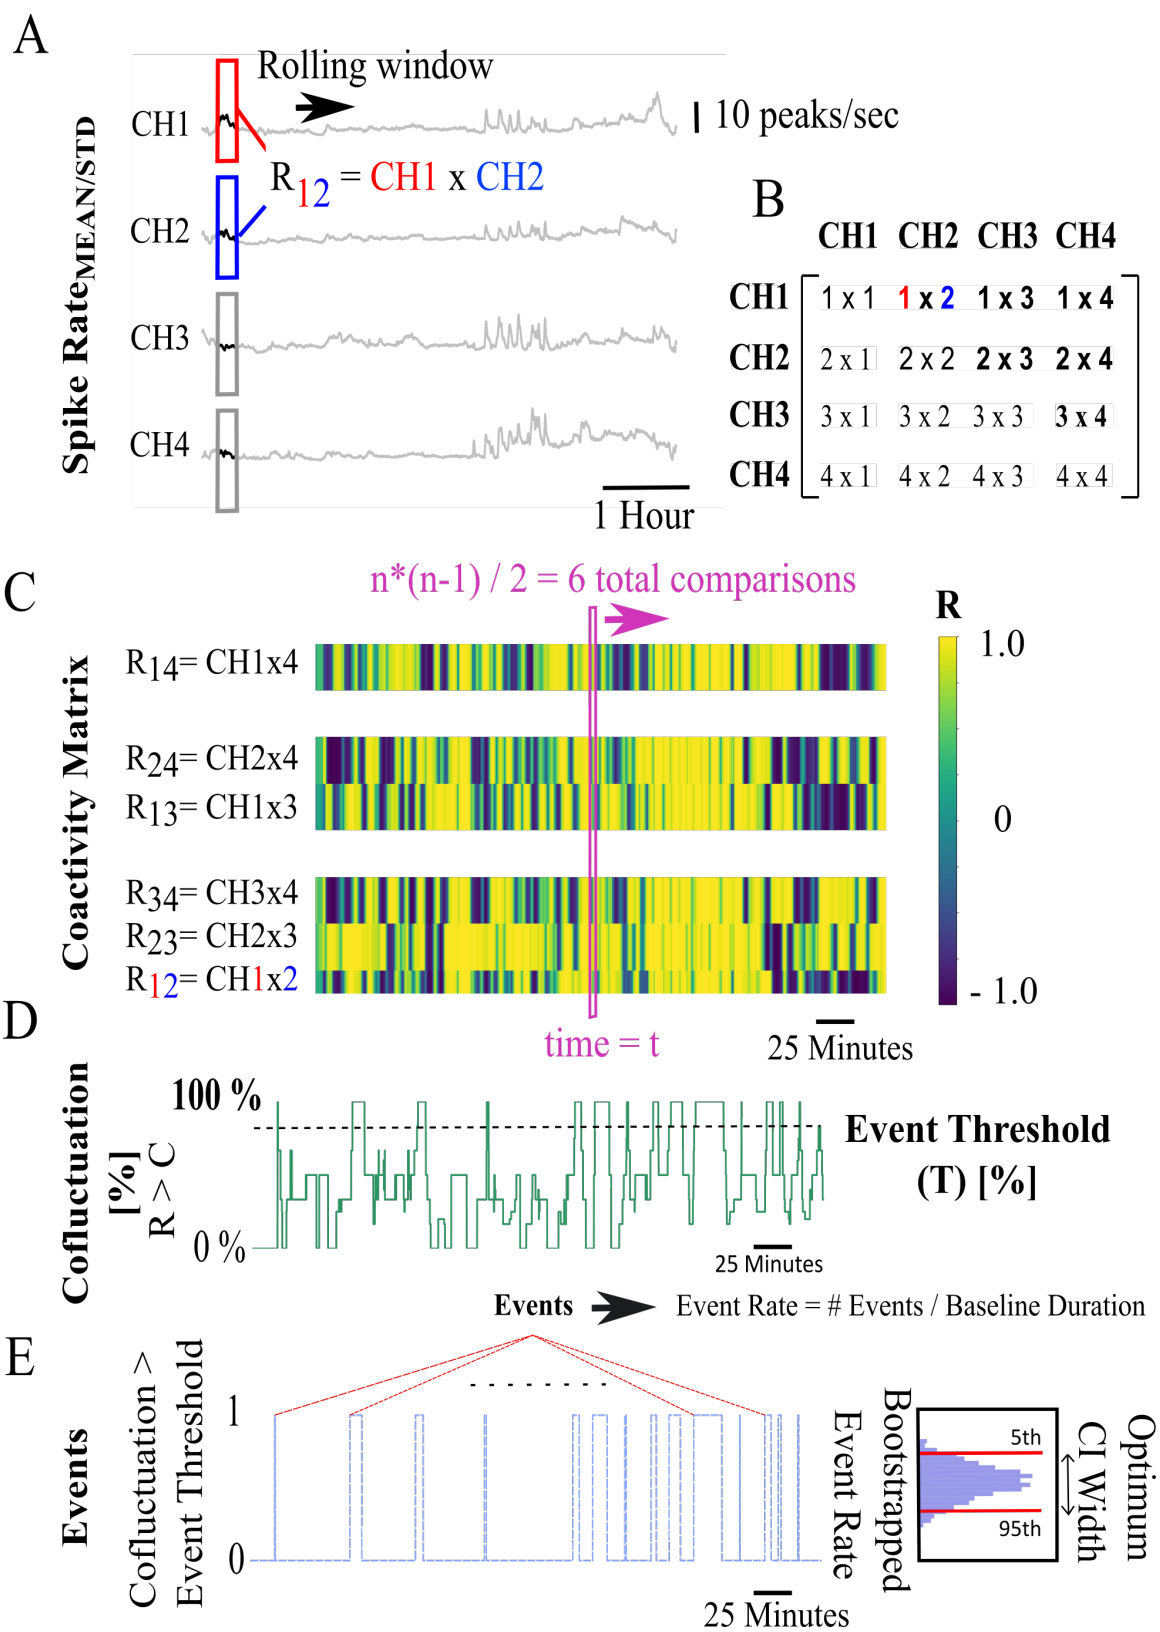 A
Rolling window
CH1
10 peaks/sec
R12 = CH1 x CH2
CH2
CH3
CH4
1 Hour
Spike RateMEAN/STD
B
CH1 CH2 CH3 CH4
CH1 1 x 1 1 x 2 1 x 3 1 x 4
CH2 2 x 1 2 x 2 2 x 3 2 x 4
CH3 3 x 1 3 x 2 3 x 3 3 x 4
CH4 4 x 1 4 x 2 4 x 3 4 x 4
C
n*(n-1) / 2 = 6 total comparisons
Coactivity Matrix
R14= CH1x4
R24= CH2x4
R13= CH1x3
R34= CH3x4
R23= CH2x3
R12= CH1x2
R
1.0
0
- 1.0
time = t
25 Minutes
D
Cofluctuation
[%]
R > C
100 %
0 %
Event Threshold
(T) [%]
25 Minutes
Events
Event Rate = # Events / Baseline Duration
E
Events
Cofluctuation >
Event Threshold
1
0
25 Minutes
Bootstrapped
Event Rate
5th
95th
Optimum
CI Width